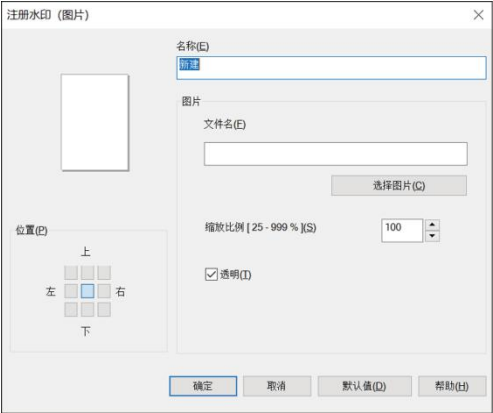 注册水印 (图片)
名称(E)
新建
图片
文件名(F)
选择图片(C)
缩放比例 [ 25 - 999 % ](S)
100
透明(T)
位置(P)
上
左
右
下
确定
取消
默认值(D)
帮助(H)